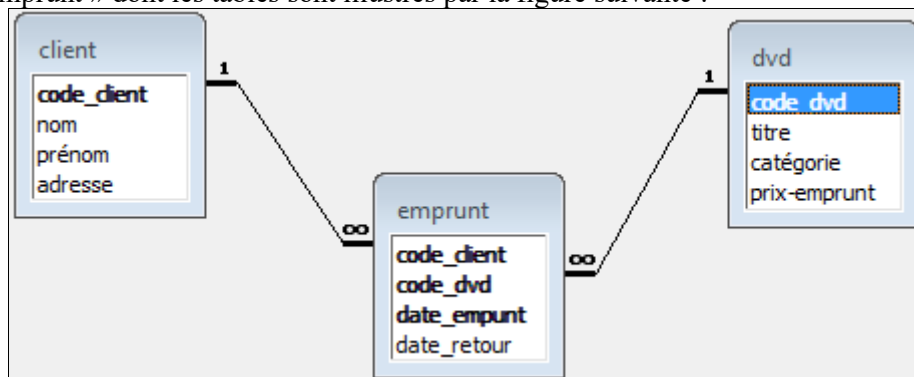 mprunt » dont les tables sont illustrés par la figure suivante :
client
code_client
nom
prénom
adresse
1
∞
emprunt
code_client
code_dvd
date_empunt
date_retour
∞
1
dvd
code_dvd
titre
catégorie
prix-emprunt